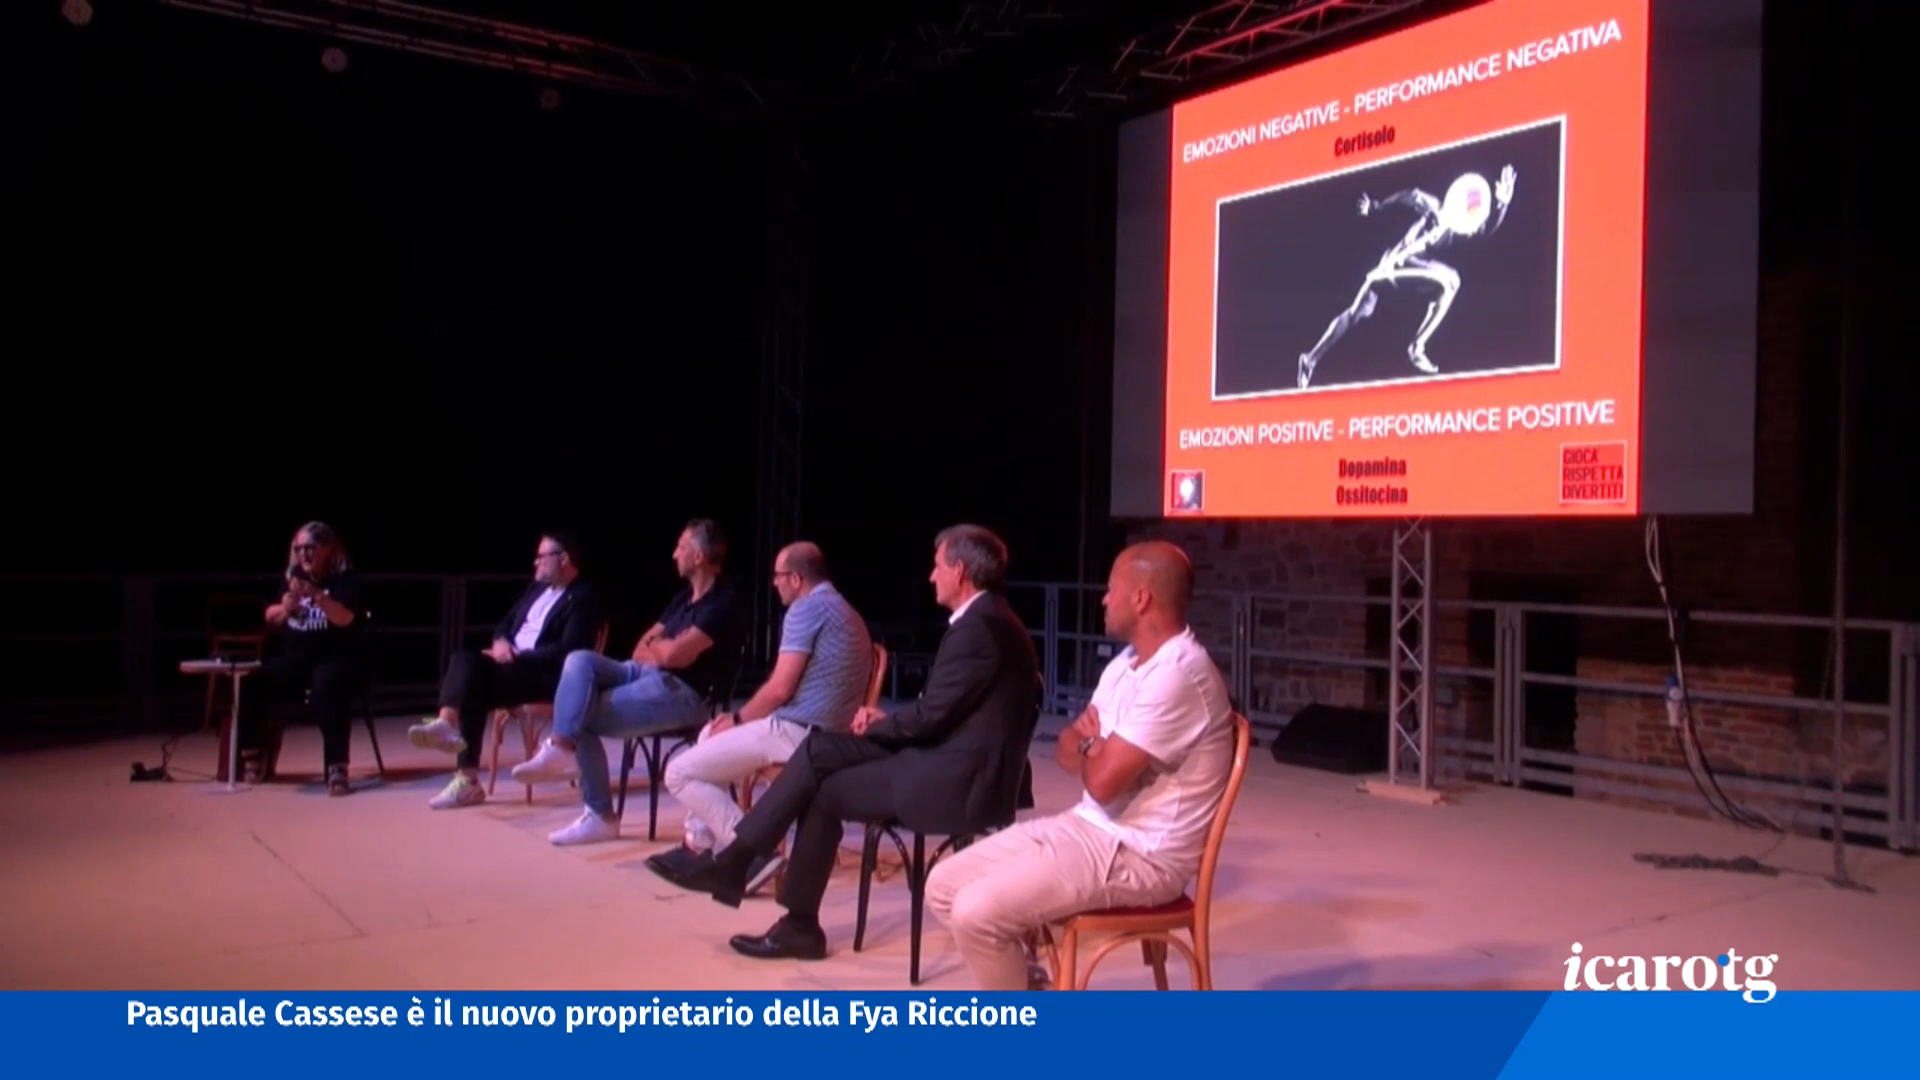 EMOZIONI NEGATIVE - PERFORMANCE NEGATIVA
Cortisolo
EMOZIONI POSITIVE - PERFORMANCE POSITIVE
Dopamina
Ossitocina
GIOCA
RISPETTA
DIVERTITI
icarotg
Pasquale Cassese è il nuovo proprietario della Fya Riccione